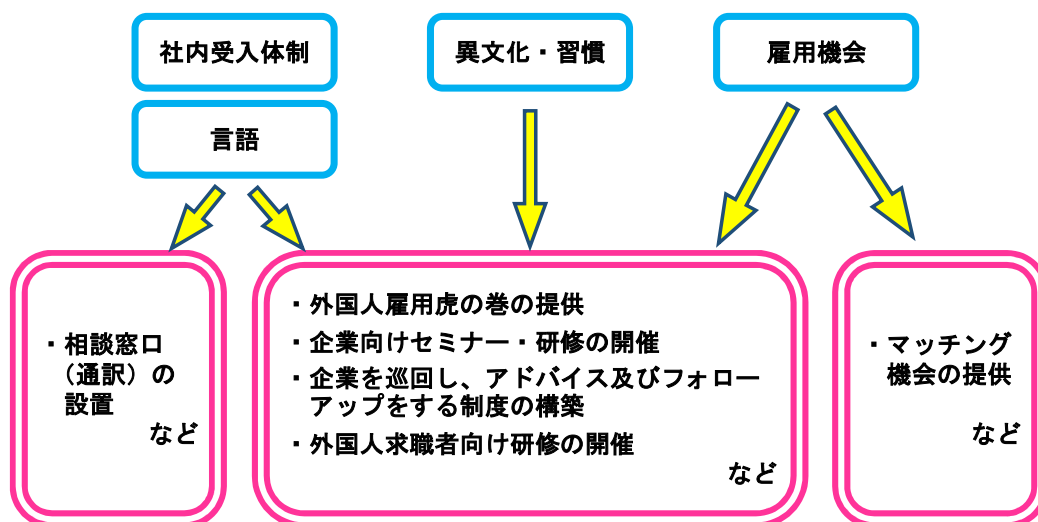 社内受入体制
異文化・習慣
雇用機会
言語
・相談窓口
（通訳）の
設置
など
・外国人雇用虎の巻の提供
・企業向けセミナー・研修の開催
・企業を巡回し、アドバイス及びフォロー
アップをする制度の構築
・外国人求職者向け研修の開催
など
・マッチング
機会の提供
など